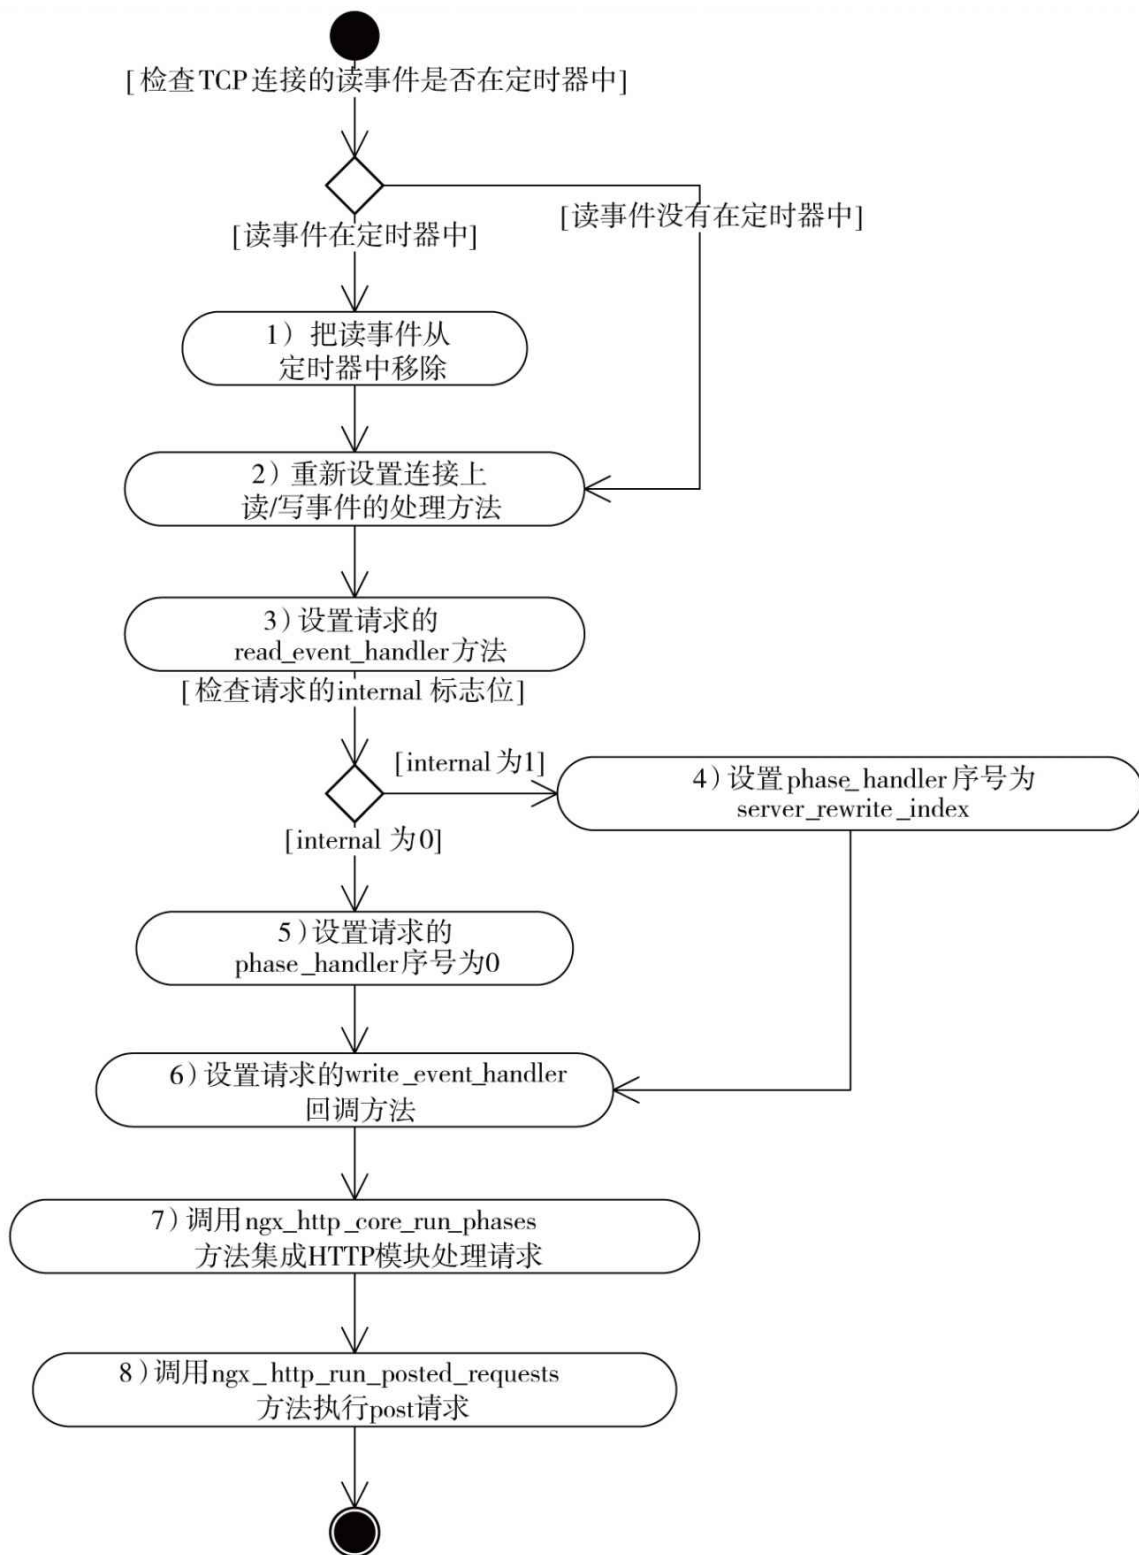 [检查TCP连接的读事件是否在定时器中]
[读事件没有在定时器中]
[读事件在定时器中]
1）把读事件从
定时器中移除
2）重新设置连接上
读/写事件的处理方法
3）设置请求的
read_event_handler方法
[检查请求的internal 标志位]
[internal 为1]
4）设置phase_handler序号为
server_rewrite_index
[internal 为0]
5）设置请求的
phase_handler序号为0
6）设置请求的write_event_handler
回调方法
7）调用ngx_http_core_run_phases
方法集成HTTP模块处理请求
8）调用ngx_http_run_posted_requests
方法执行post请求